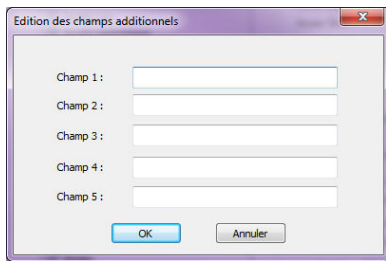 Edition des champs additionnels
Champ 1 :
Champ 2 :
Champ 3 :
Champ 4 :
Champ 5 :
OK Annuler